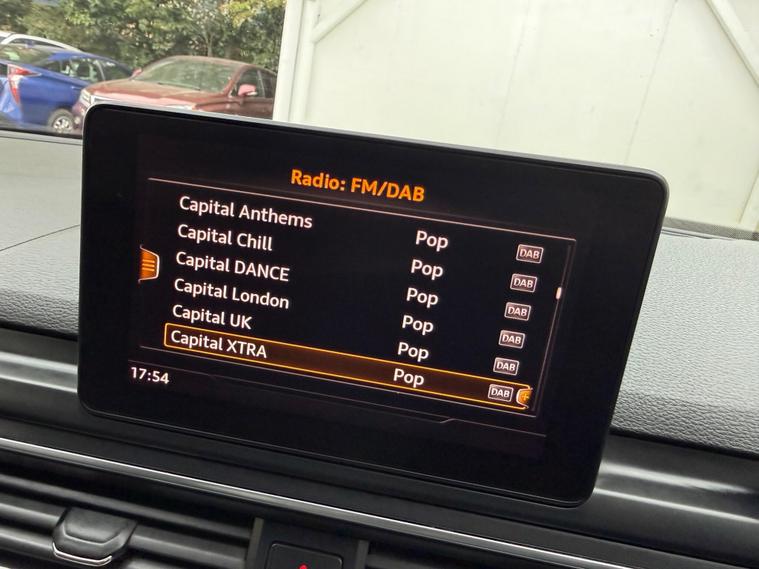 Radio: FM/DAB
Capital Anthems Pop DAB
Capital Chill Pop DAB
Capital DANCE Pop DAB
Capital London Pop DAB
Capital UK Pop DAB
Capital XTRA Pop DAB +
17:54